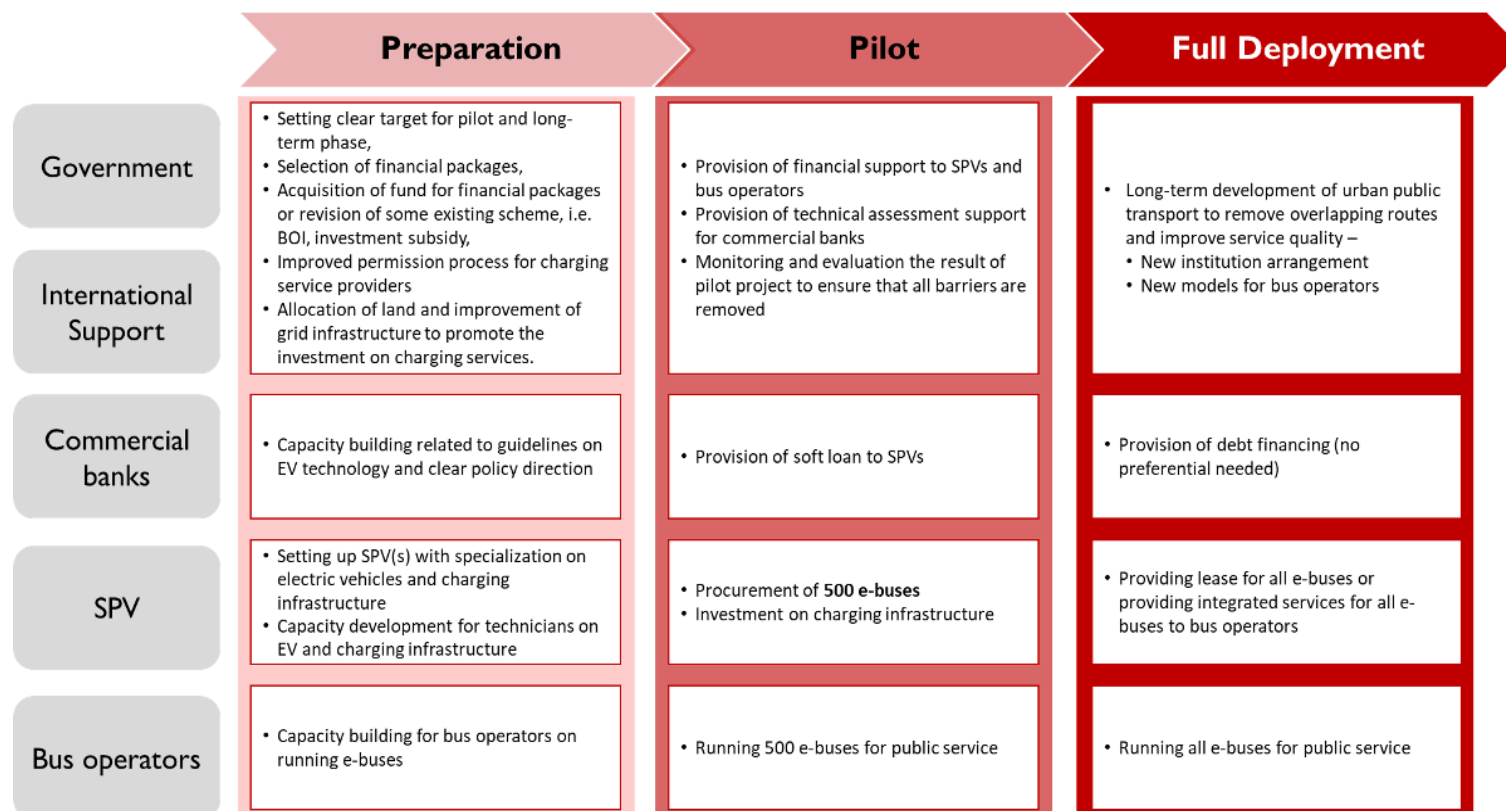 Preparation
Pilot
Full Deployment
Government
International
Support
• Setting clear target for pilot and long-
term phase,
• Selection of financial packages,
• Acquisition of fund for financial packages
or revision of some existing scheme, i.e.
BOI, investment subsidy,
• Improved permission process for charging
service providers
• Allocation of land and improvement of
grid infrastructure to promote the
investment on charging services.
• Provision of financial support to SPVs and
bus operators
• Provision of technical assessment support
for commercial banks
• Monitoring and evaluation the result of
pilot project to ensure that all barriers are
removed
• Long-term development of urban public
transport to remove overlapping routes
and improve service quality –
• New institution arrangement
• New models for bus operators
Commercial
banks
• Capacity building related to guidelines on
EV technology and clear policy direction
• Provision of soft loan to SPVs
• Provision of debt financing (no
preferential needed)
SPV
• Setting up SPV(s) with specialization on
electric vehicles and charging
infrastructure
• Capacity development for technicians on
EV and charging infrastructure
• Procurement of 500 e-buses
• Investment on charging infrastructure
• Providing lease for all e-buses or
providing integrated services for all e-
buses to bus operators
Bus operators
• Capacity building for bus operators on
running e-buses
• Running 500 e-buses for public service
• Running all e-buses for public service